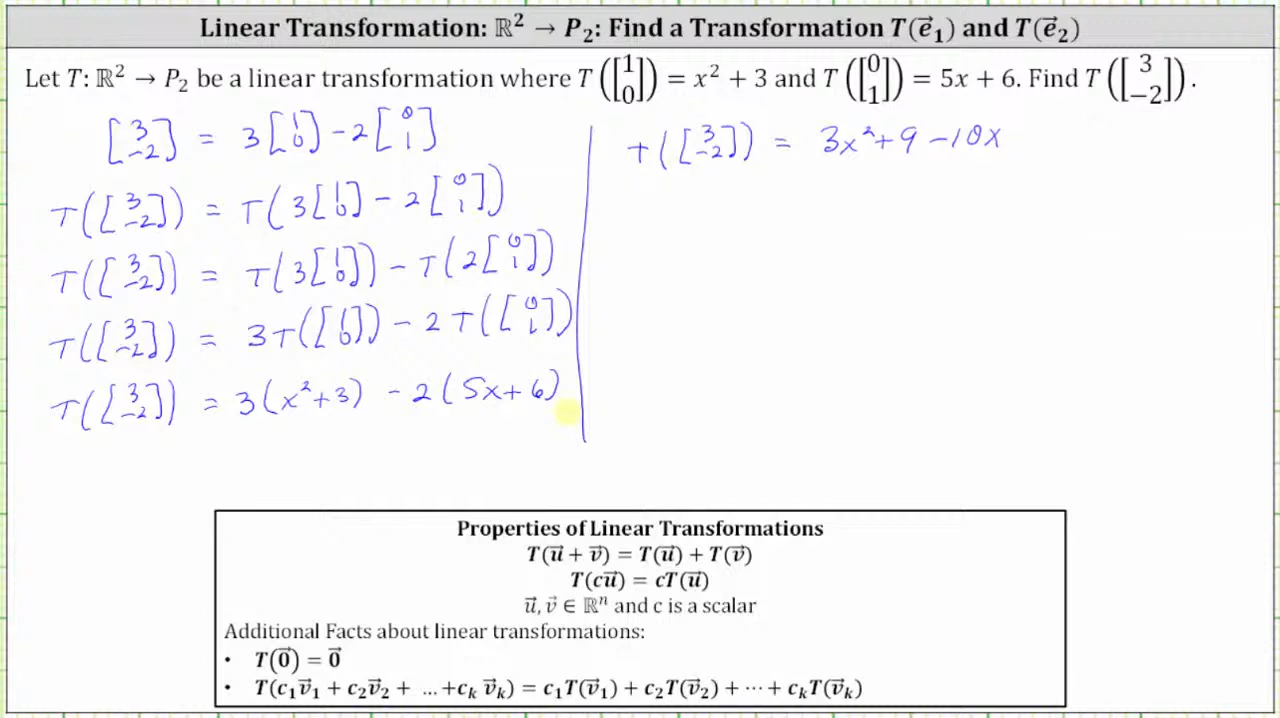 Linear Transformation: ℝ² → P₂: Find a Transformation T(e⃗₁) and T(e⃗₂)
Let T: ℝ² → P₂ be a linear transformation where T([1 0]) = x² + 3 and T([0 1]) = 5x + 6. Find T([3 −2]).
[3 −2] = 3[1 0] − 2[0 1]
T([3 −2]) = T(3[1 0] − 2[0 1])
T([3 −2]) = T(3[1 0]) − T(2[0 1])
T([3 −2]) = 3T([1 0]) − 2T([0 1])
T([3 −2]) = 3(x²+3) − 2(5x+6)
T([3 −2]) = 3x² + 9 − 10x
Properties of Linear Transformations
T(u⃗ + v⃗) = T(u⃗) + T(v⃗)
T(cu⃗) = cT(u⃗)
u⃗, v⃗ ∈ ℝⁿ and c is a scalar
Additional Facts about linear transformations:
• T(0⃗) = 0⃗
• T(c₁v⃗₁ + c₂v⃗₂ + …+cₖ v⃗ₖ) = c₁T(v⃗₁) + c₂T(v⃗₂) + ⋯ + cₖT(v⃗ₖ)